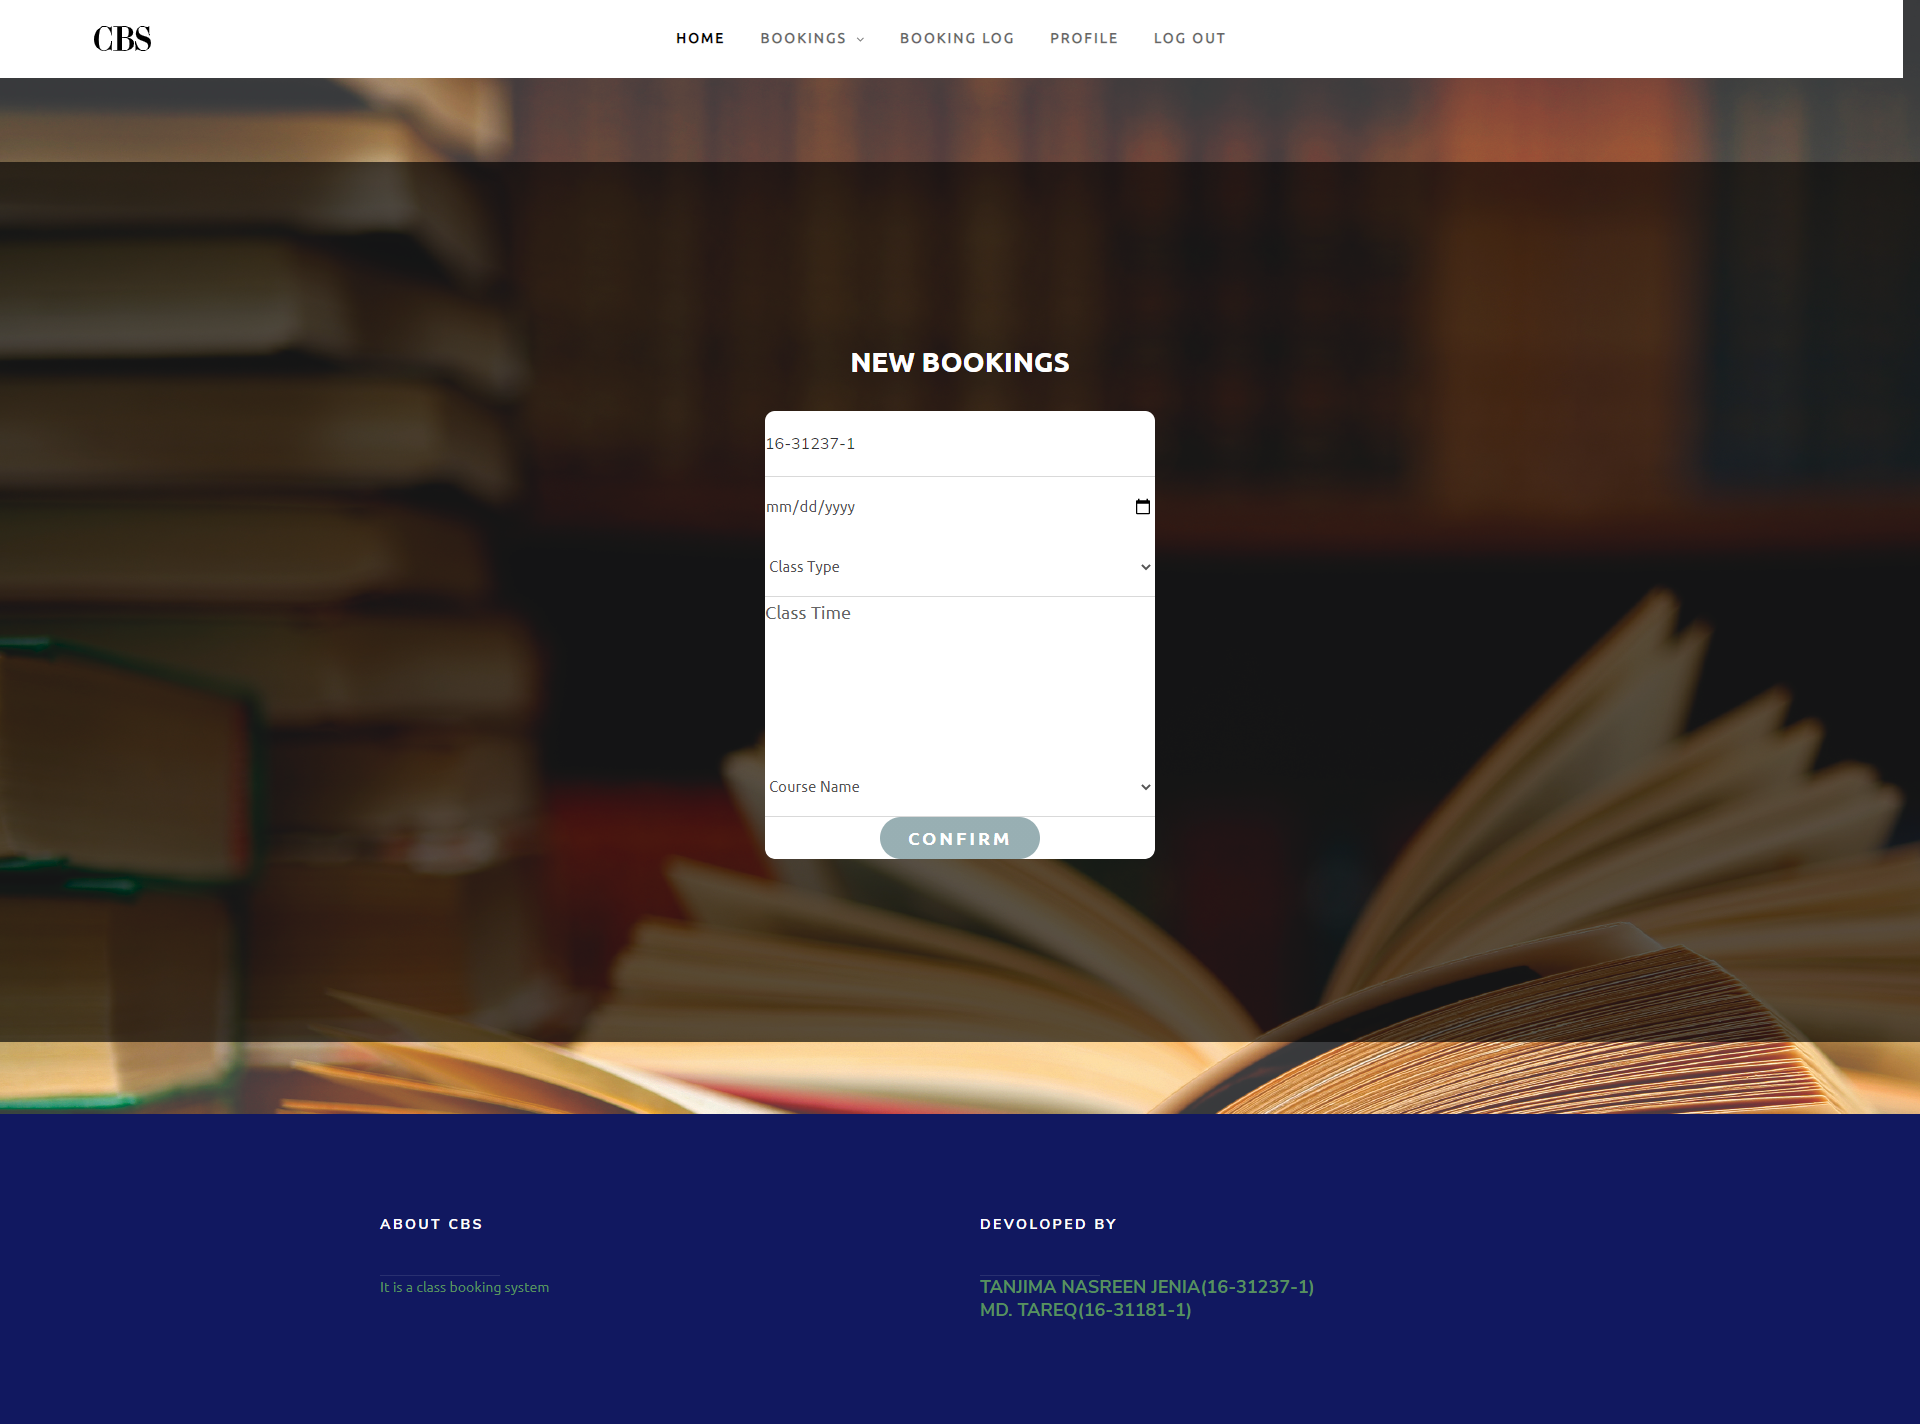 CBS
HOME BOOKINGS BOOKING LOG PROFILE LOG OUT
NEW BOOKINGS
16-31237-1
mm/dd/yyyy
Class Type
Class Time
Course Name
CONFIRM
ABOUT CBS
It is a class booking system
DEVOLOPED BY
TANJIMA NASREEN JENIA(16-31237-1)
MD. TAREQ(16-31181-1)